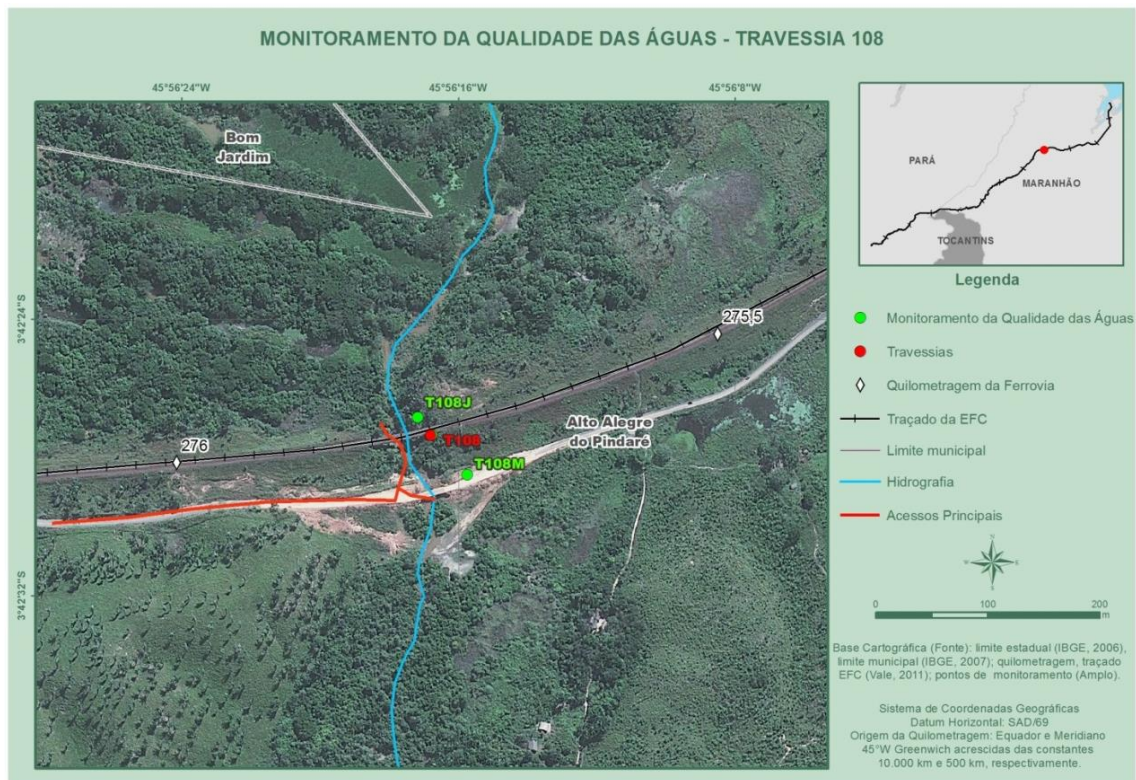 MONITORAMENTO DA QUALIDADE DAS ÁGUAS - TRAVESSIA 108
45°56'24"W
45°56'16"W
45°56'8"W
3°42'24"S
3°42'32"S
Bom
Jardim
275,5
T108J
T108
T108M
276
Alto Alegre
do Pindaré
PARÁ
MARANHÃO
TOCANTINS
Legenda
Monitoramento da Qualidade das Águas
Travessias
Quilometragem da Ferrovia
Traçado da EFC
Limite municipal
Hidrografia
Acessos Principais
N
W
E
S
0 100 200
m
Base Cartográfica (Fonte): limite estadual (IBGE, 2006),
limite municipal (IBGE, 2007); quilometragem, traçado
EFC (Vale, 2011); pontos de monitoramento (Amplo).
Sistema de Coordenadas Geográficas
Datum Horizontal: SAD/69
Origem da Quilometragem: Equador e Meridiano
45°W Greenwich acrescidas das constantes
10.000 km e 500 km, respectivamente.